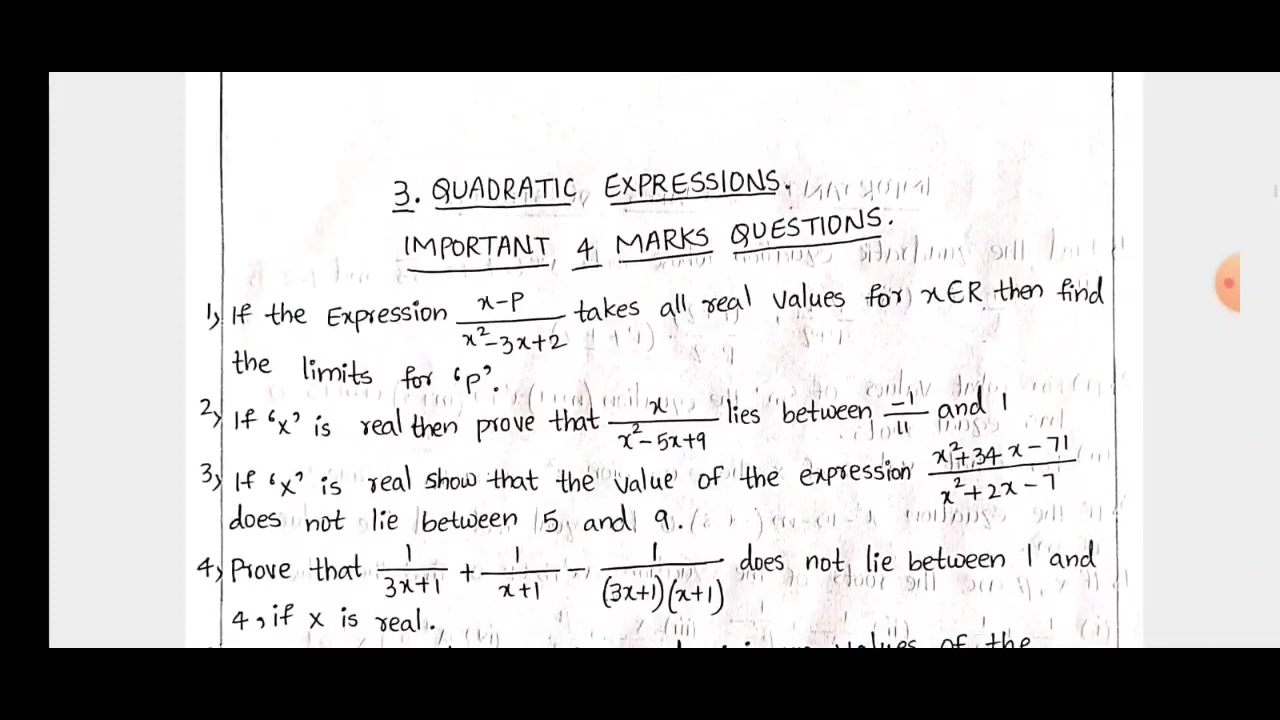 3. QUADRATIC EXPRESSIONS.
IMPORTANT 4 MARKS QUESTIONS.
1) If the Expression (x-P)/(x²-3x+2) takes all real values for x∈R then find
the limits for 'p'.
2) If 'x' is real then prove that x/(x²-5x+9) lies between -1/11 and 1
3) If 'x' is real show that the value of the expression (x²+34x-71)/(x²+2x-7)
does not lie between 5 and 9.
4) Prove that 1/(3x+1) + 1/(x+1) - 1/((3x+1)(x+1)) does not lie between 1 and
4, if x is real.
values of the